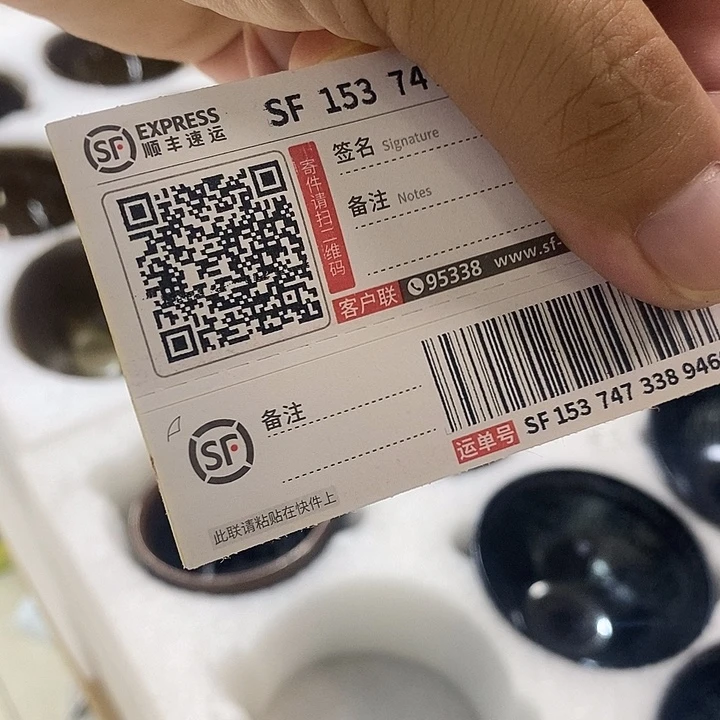 SF EXPRESS
顺丰速运
SF 153 74
寄件请扫二维码
签名 Signature
备注 Notes
客户联 95338 www.sf-
SF
备注
运单号 SF 153 747 338 946
此联请粘贴在快件上